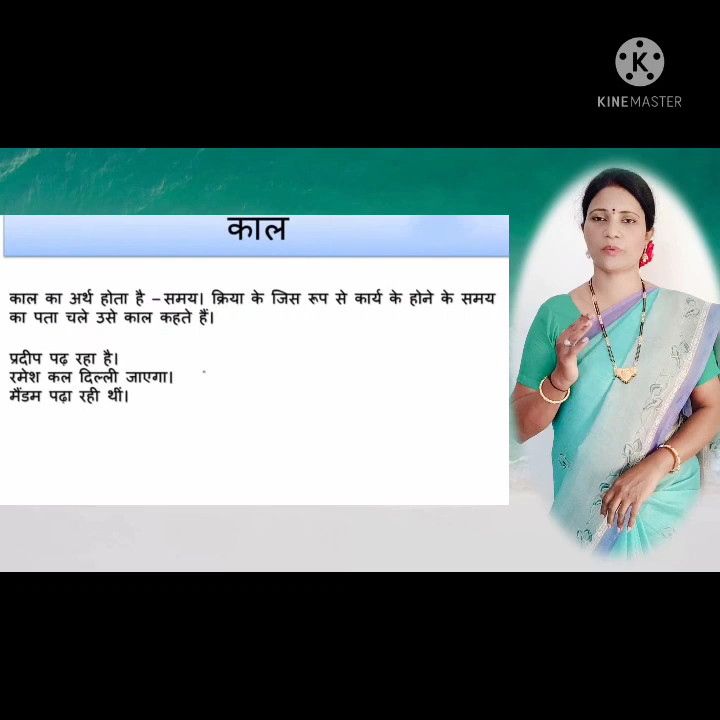 KINEMASTER
काल
काल का अर्थ होता है – समय। क्रिया के जिस रूप से कार्य के होने के समय
का पता चले उसे काल कहते हैं।
प्रदीप पढ़ रहा है।
रमेश कल दिल्ली जाएगा।
मैंडम पढ़ा रही थीं।